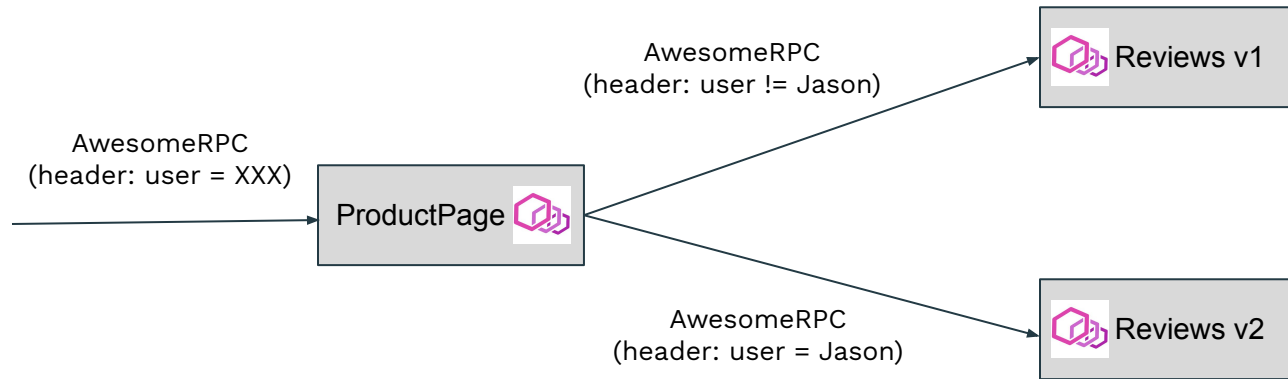 AwesomeRPC
(header: user = XXX)
ProductPage
AwesomeRPC
(header: user != Jason)
Reviews v1
AwesomeRPC
(header: user = Jason)
Reviews v2